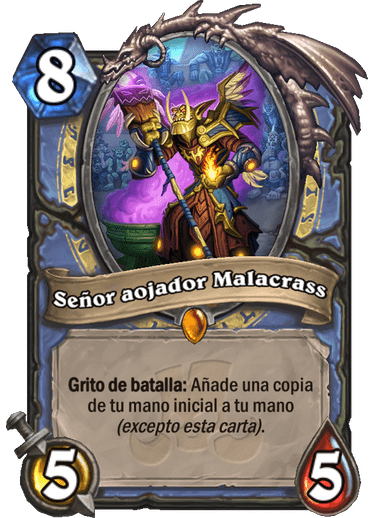 8
Señor aojador Malacrass
Grito de batalla: Añade una copia
de tu mano inicial a tu mano
(excepto esta carta).
5
5